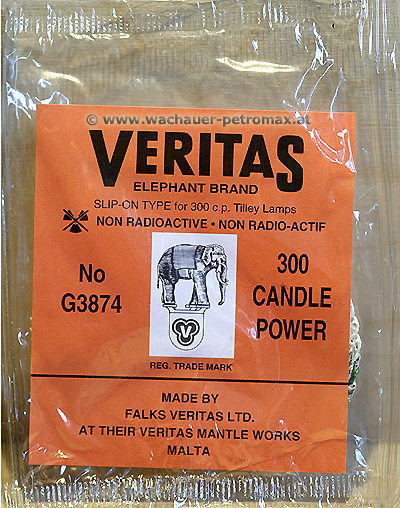 © www.wachauer-petromax.at
VERITAS
ELEPHANT BRAND
SLIP-ON TYPE for 300 c.p. Tilley Lamps
NON RADIOACTIVE • NON RADIO-ACTIF
No
G3874
300
CANDLE
POWER
REG. TRADE MARK
MADE BY
FALKS VERITAS LTD.
AT THEIR VERITAS MANTLE WORKS
MALTA